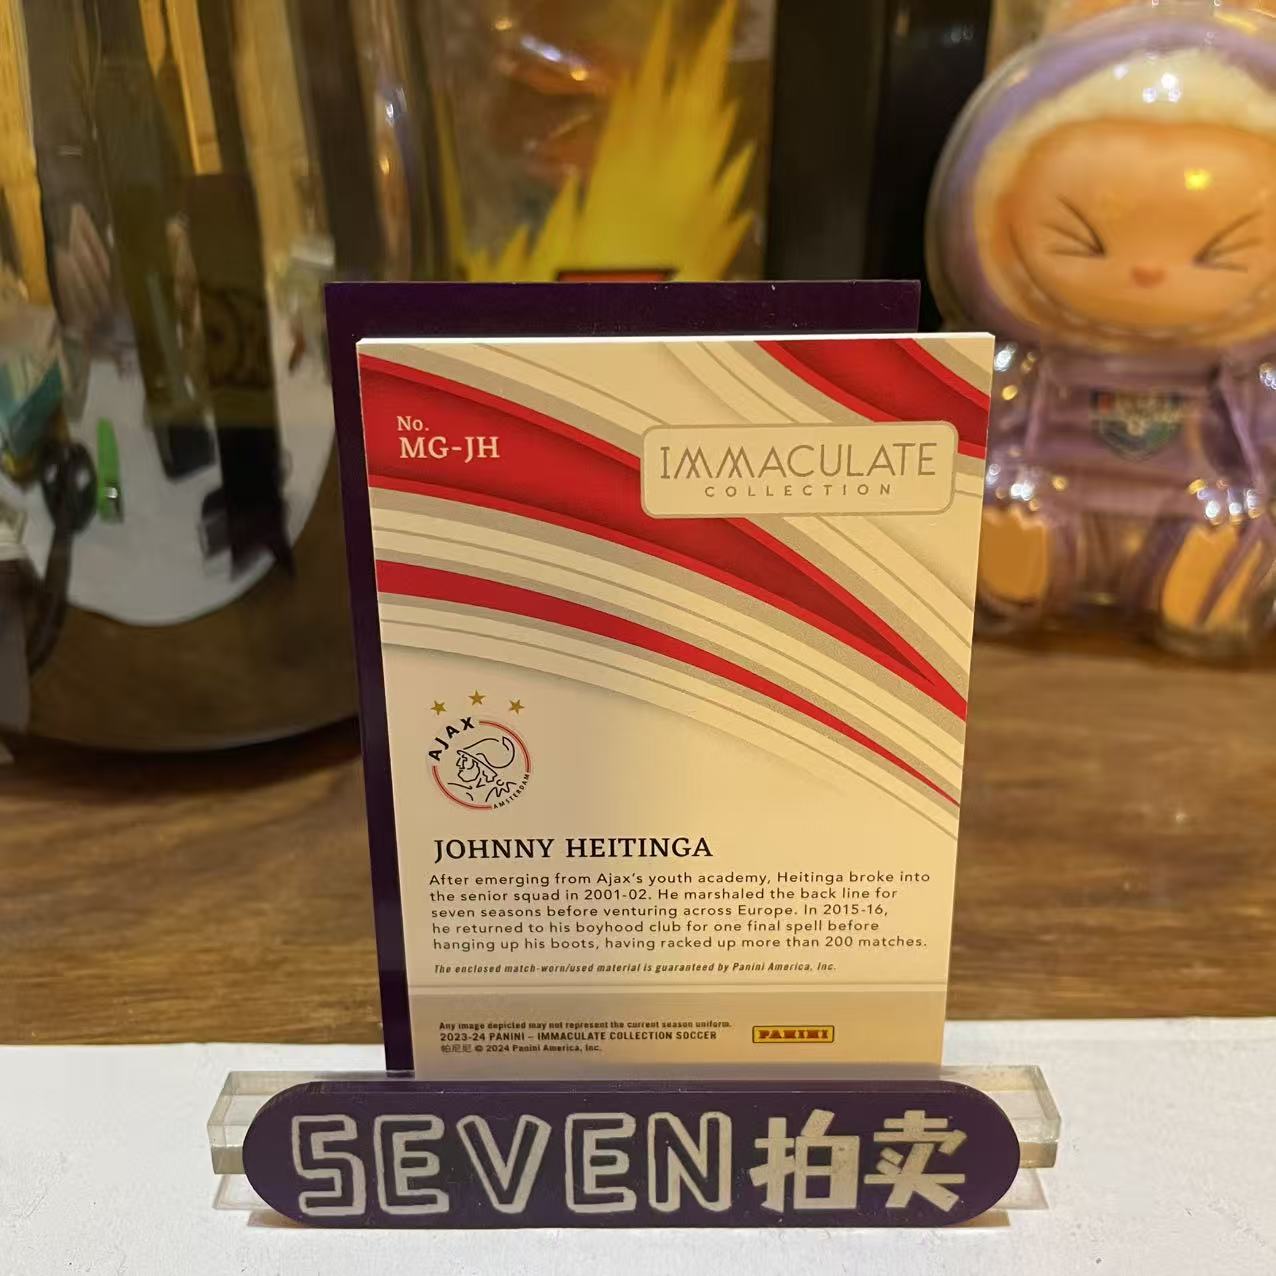 No.
MG-JH
IMMACULATE
COLLECTION
AJAX
AMSTERDAM
JOHNNY HEITINGA
After emerging from Ajax's youth academy, Heitinga broke into
the senior squad in 2001-02. He marshaled the back line for
seven seasons before venturing across Europe. In 2015-16,
he returned to his boyhood club for one final spell before
hanging up his boots, having racked up more than 200 matches.
The enclosed match-worn/used material is guaranteed by Panini America, Inc.
Any image depicted may not represent the current season uniform.
2023-24 PANINI – IMMACULATE COLLECTION SOCCER
帕尼尼 © 2024 Panini America, Inc.
PANINI
SEVEN拍卖